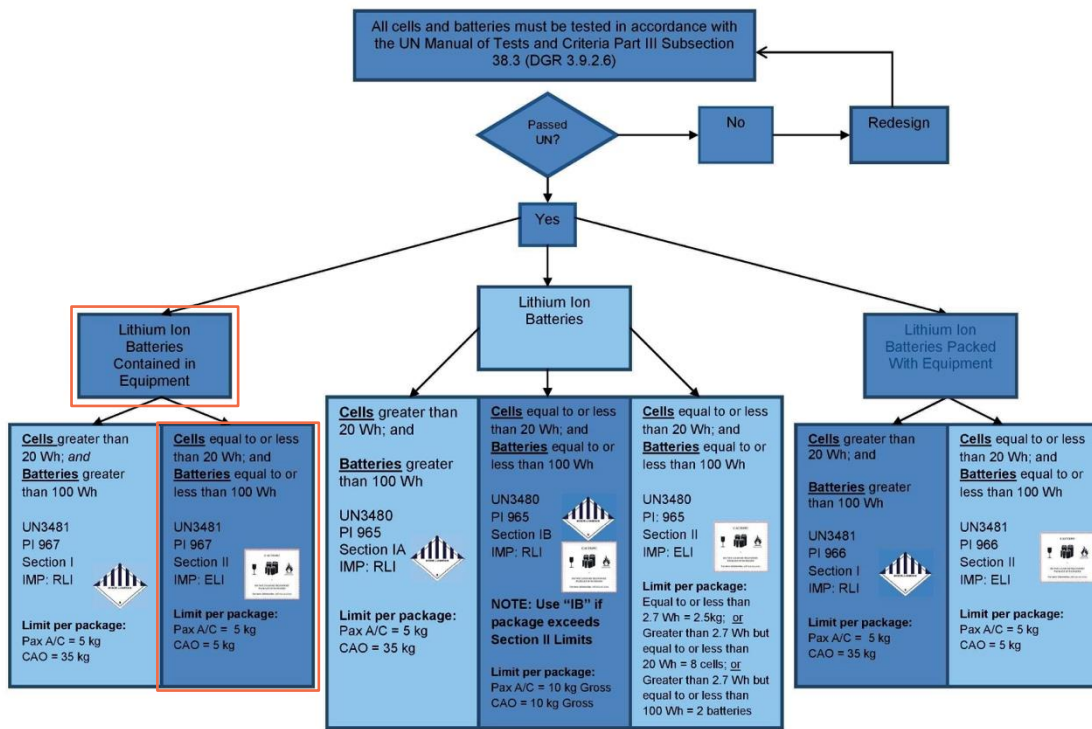 All cells and batteries must be tested in accordance with
the UN Manual of Tests and Criteria Part III Subsection
38.3 (DGR 3.9.2.6)
Passed
UN?
No
Redesign
Yes
Lithium Ion
Batteries
Contained in
Equipment
Lithium Ion
Batteries
Lithium Ion
Batteries Packed
With Equipment
Cells greater than
20 Wh; and
Batteries greater
than 100 Wh
UN3481
PI 967
Section I
IMP: RLI
Limit per package:
Pax A/C = 5 kg
CAO = 35 kg
Cells equal to or less
than 20 Wh; and
Batteries equal to or
less than 100 Wh
UN3481
PI 967
Section II
IMP: ELI
Limit per package:
Pax A/C = 5 kg
CAO = 5 kg
Cells greater than
20 Wh; and
Batteries greater
than 100 Wh
UN3480
PI 965
Section IA
IMP: RLI
Limit per package:
Pax A/C = 5 kg
CAO = 35 kg
Cells equal to or less
than 20 Wh; and
Batteries equal to or
less than 100 Wh
UN3480
PI 965
Section IB
IMP: RLI
NOTE: Use “IB” if
package exceeds
Section II Limits
Limit per package:
Pax A/C = 10 kg Gross
CAO = 10 kg Gross
Cells equal to or less
than 20 Wh; and
Batteries equal to or
less than 100 Wh
UN3480
PI: 965
Section II
IMP: ELI
Limit per package:
Equal to or less than
2.7 Wh = 2.5kg; or
Greater than 2.7 Wh but
equal to or less than
20 Wh = 8 cells; or
Greater than 2.7 Wh but
equal to or less than
100 Wh = 2 batteries
Cells greater than
20 Wh; and
Batteries greater
than 100 Wh
UN3481
PI 966
Section I
IMP: RLI
Limit per package:
Pax A/C = 5 kg
CAO = 35 kg
Cells equal to or less
than 20 Wh; and
Batteries equal to or
less than 100 Wh
UN3481
PI 966
Section II
IMP: ELI
Limit per package:
Pax A/C = 5 kg
CAO = 5 kg